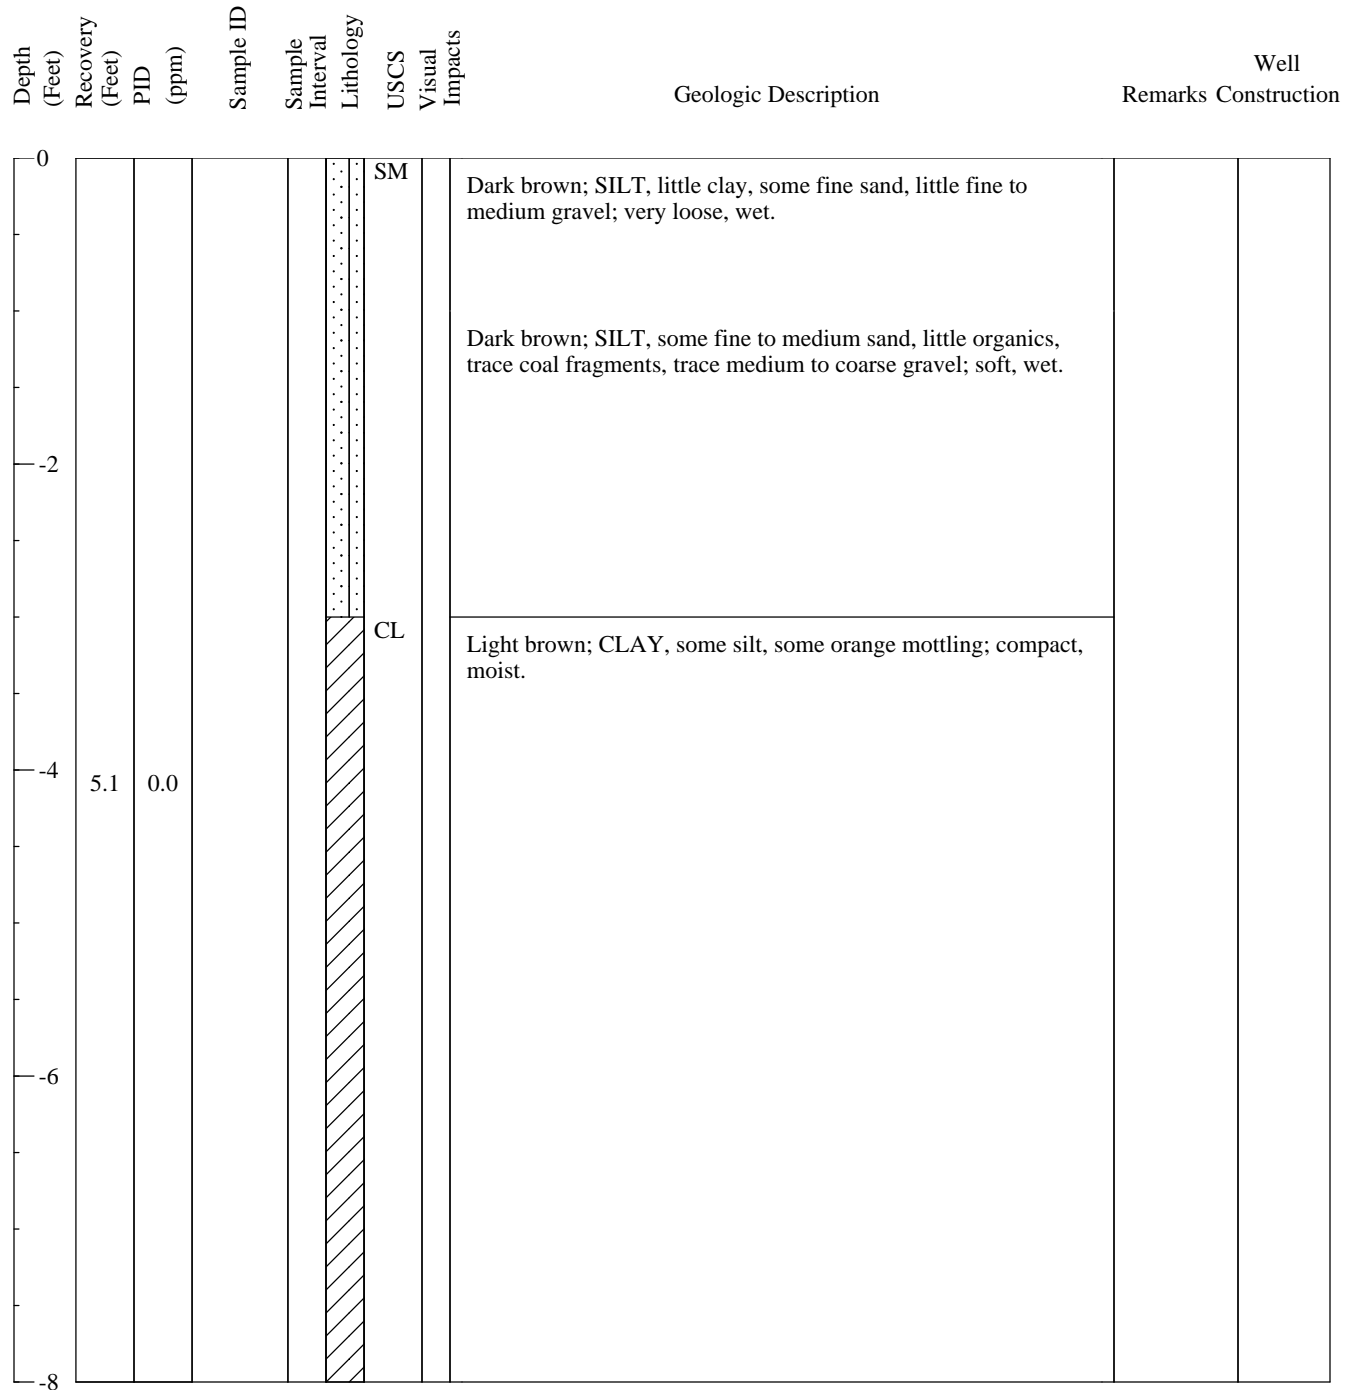 Depth
(Feet)
Recovery
(Feet)
PID
(ppm)
Sample ID
Sample
Interval
Lithology
USCS
Visual
Impacts
Geologic Description
Remarks
Well
Construction
0
SM
Dark brown; SILT, little clay, some fine sand, little fine to
medium gravel; very loose, wet.
Dark brown; SILT, some fine to medium sand, little organics,
trace coal fragments, trace medium to coarse gravel; soft, wet.
-2
CL
Light brown; CLAY, some silt, some orange mottling; compact,
moist.
-4
5.1 0.0
-6
-8